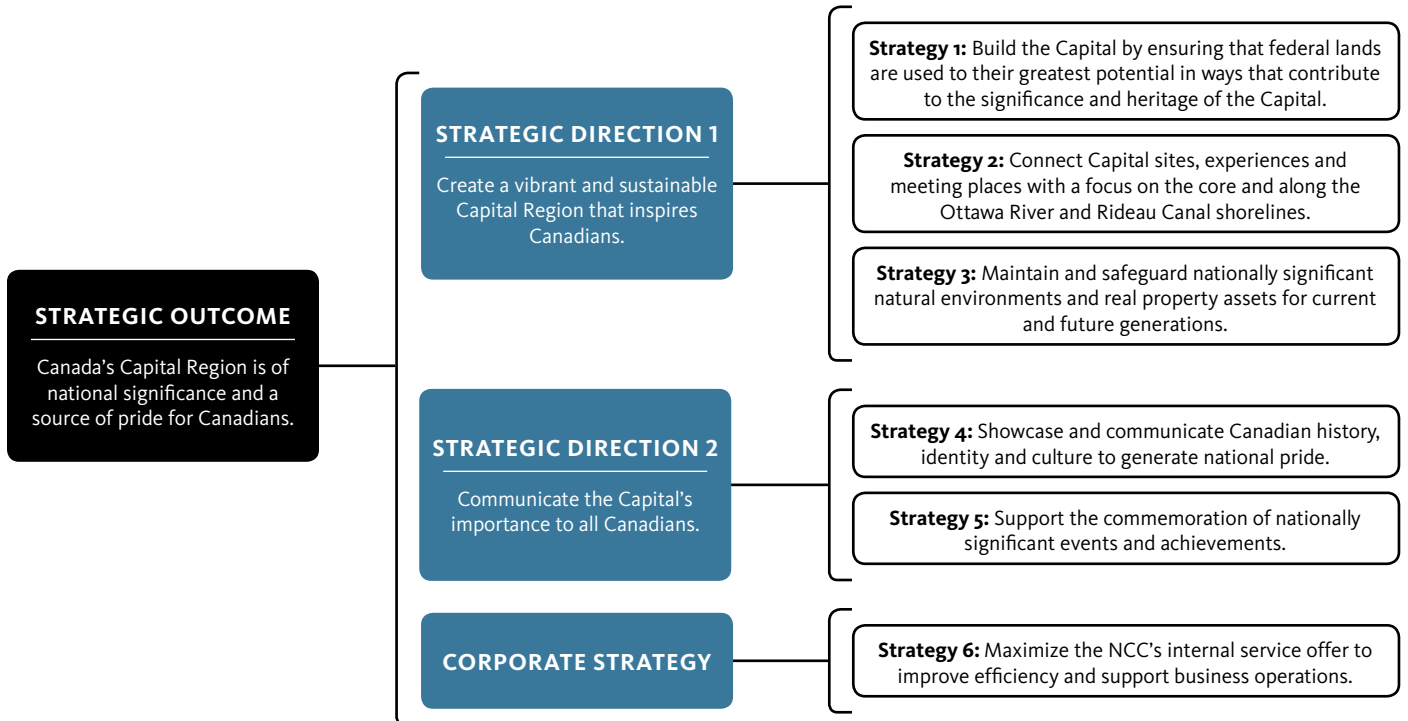 STRATEGIC OUTCOME
Canada’s Capital Region is of
national significance and a
source of pride for Canadians.
STRATEGIC DIRECTION 1
Create a vibrant and sustainable
Capital Region that inspires
Canadians.
Strategy 1: Build the Capital by ensuring that federal lands
are used to their greatest potential in ways that contribute
to the significance and heritage of the Capital.
Strategy 2: Connect Capital sites, experiences and
meeting places with a focus on the core and along the
Ottawa River and Rideau Canal shorelines.
Strategy 3: Maintain and safeguard nationally significant
natural environments and real property assets for current
and future generations.
STRATEGIC DIRECTION 2
Communicate the Capital’s
importance to all Canadians.
Strategy 4: Showcase and communicate Canadian history,
identity and culture to generate national pride.
Strategy 5: Support the commemoration of nationally
significant events and achievements.
CORPORATE STRATEGY
Strategy 6: Maximize the NCC’s internal service offer to
improve efficiency and support business operations.